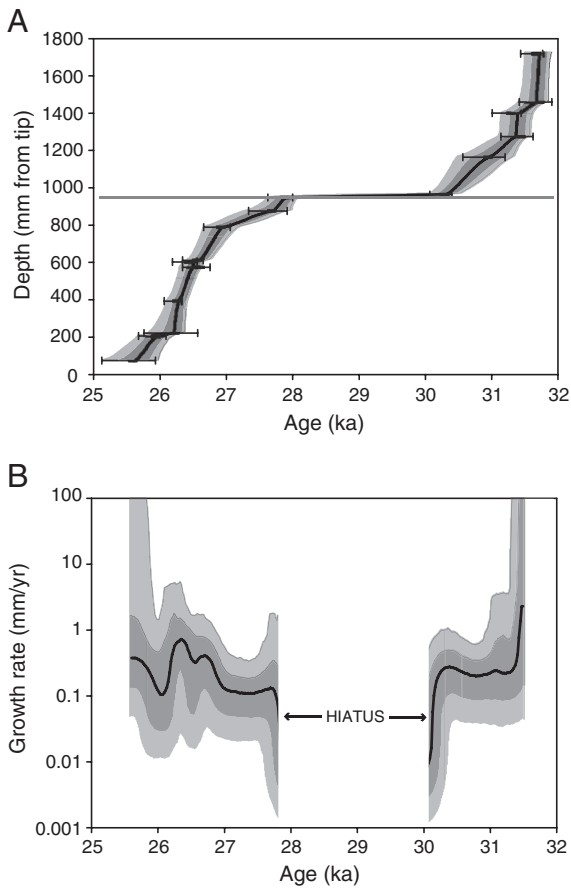 A
1800
1600
1400
1200
1000
800
600
400
200
0
Depth (mm from tip)
25 26 27 28 29 30 31 32
Age (ka)
B
100
10
1
0.1
0.01
0.001
Growth rate (mm/yr)
HIATUS
25 26 27 28 29 30 31 32
Age (ka)